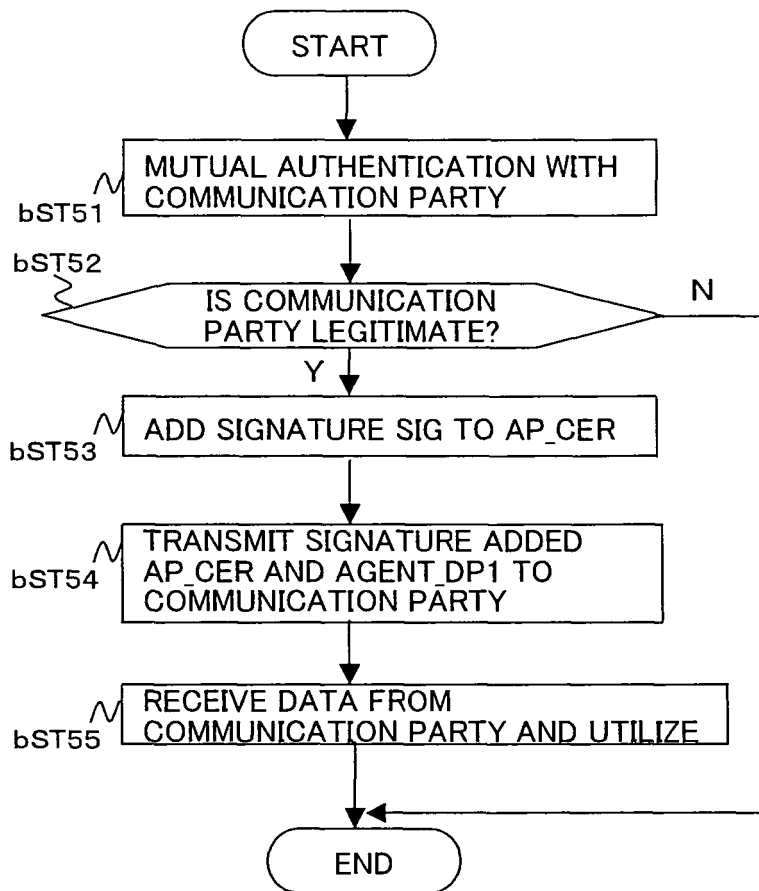 START
MUTUAL AUTHENTICATION WITH
COMMUNICATION PARTY
bST51
bST52
IS COMMUNICATION
PARTY LEGITIMATE?
N
Y
ADD SIGNATURE SIG TO AP_CER
bST53
TRANSMIT SIGNATURE ADDED
AP_CER AND AGENT_DP1 TO
COMMUNICATION PARTY
bST54
RECEIVE DATA FROM
COMMUNICATION PARTY AND UTILIZE
bST55
END